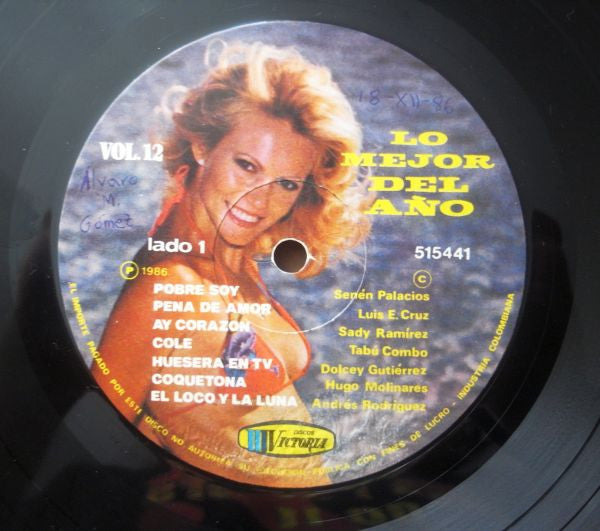 18-XII-86
LO
MEJOR
DEL
AÑO
VOL. 12
Alvaro
M.
Gómez
lado 1
515441
P 1986
C
POBRE SOY Senén Palacios
PENA DE AMOR Luis E. Cruz
AY CORAZON Sady Ramírez
COLE Tabú Combo
HUESERA EN TV Dolcey Gutiérrez
COQUETONA Hugo Molinares
EL LOCO Y LA LUNA Andrés Rodríguez
DISCOS
VICTORIA
EL IMPORTE PAGADO POR ESTE DISCO NO AUTORIZA SU EJECUCION PUBLICA CON FINES DE LUCRO - INDUSTRIA COLOMBIANA